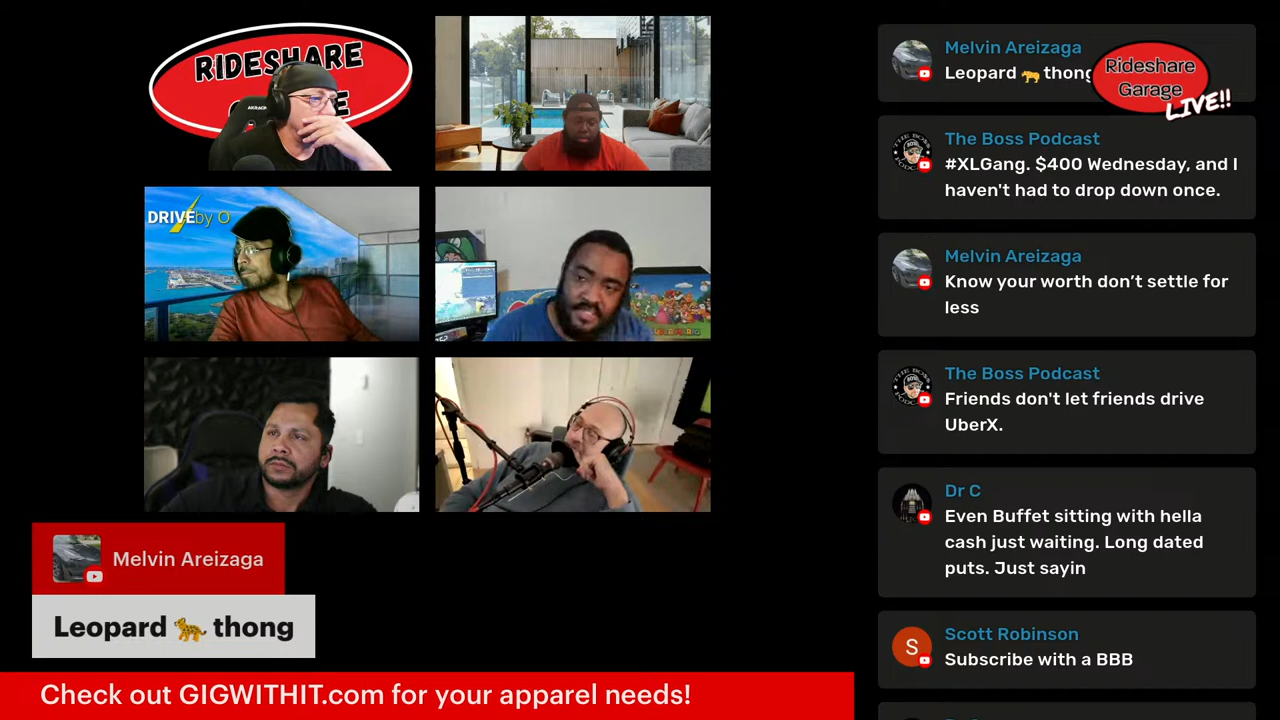 RIDESHARE
DRIVE by O
Melvin Areizaga
Leopard 🐆 thong
Check out GIGWITHIT.com for your apparel needs!
Melvin Areizaga
Leopard 🐆 thong
Rideshare
Garage
LIVE!!
The Boss Podcast
#XLGang. $400 Wednesday, and I
haven't had to drop down once.
Melvin Areizaga
Know your worth don’t settle for
less
The Boss Podcast
Friends don't let friends drive
UberX.
Dr C
Even Buffet sitting with hella
cash just waiting. Long dated
puts. Just sayin
S
Scott Robinson
Subscribe with a BBB